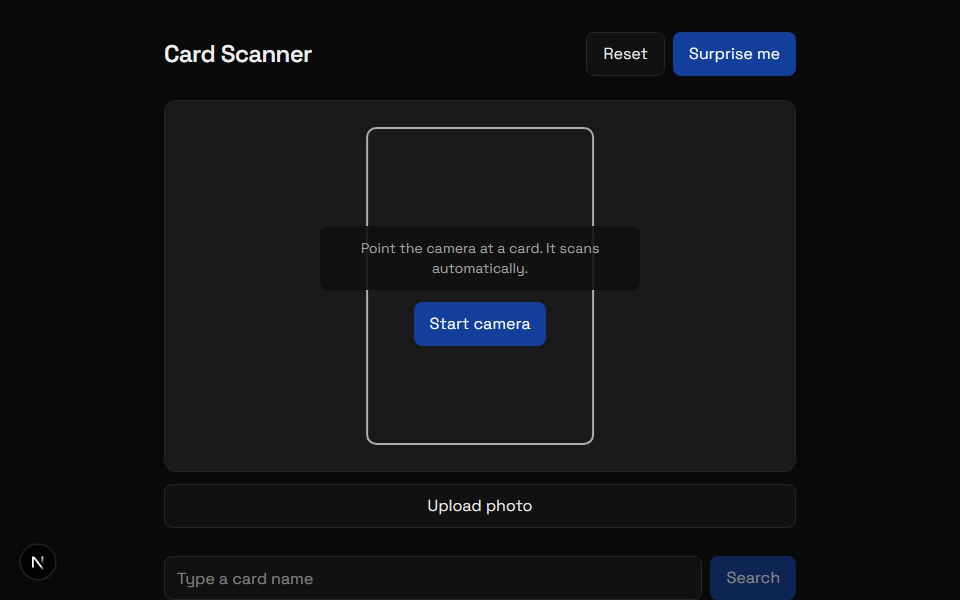 Card Scanner
Reset
Surprise me
Point the camera at a card. It scans
automatically.
Start camera
Upload photo
N
Type a card name
Search